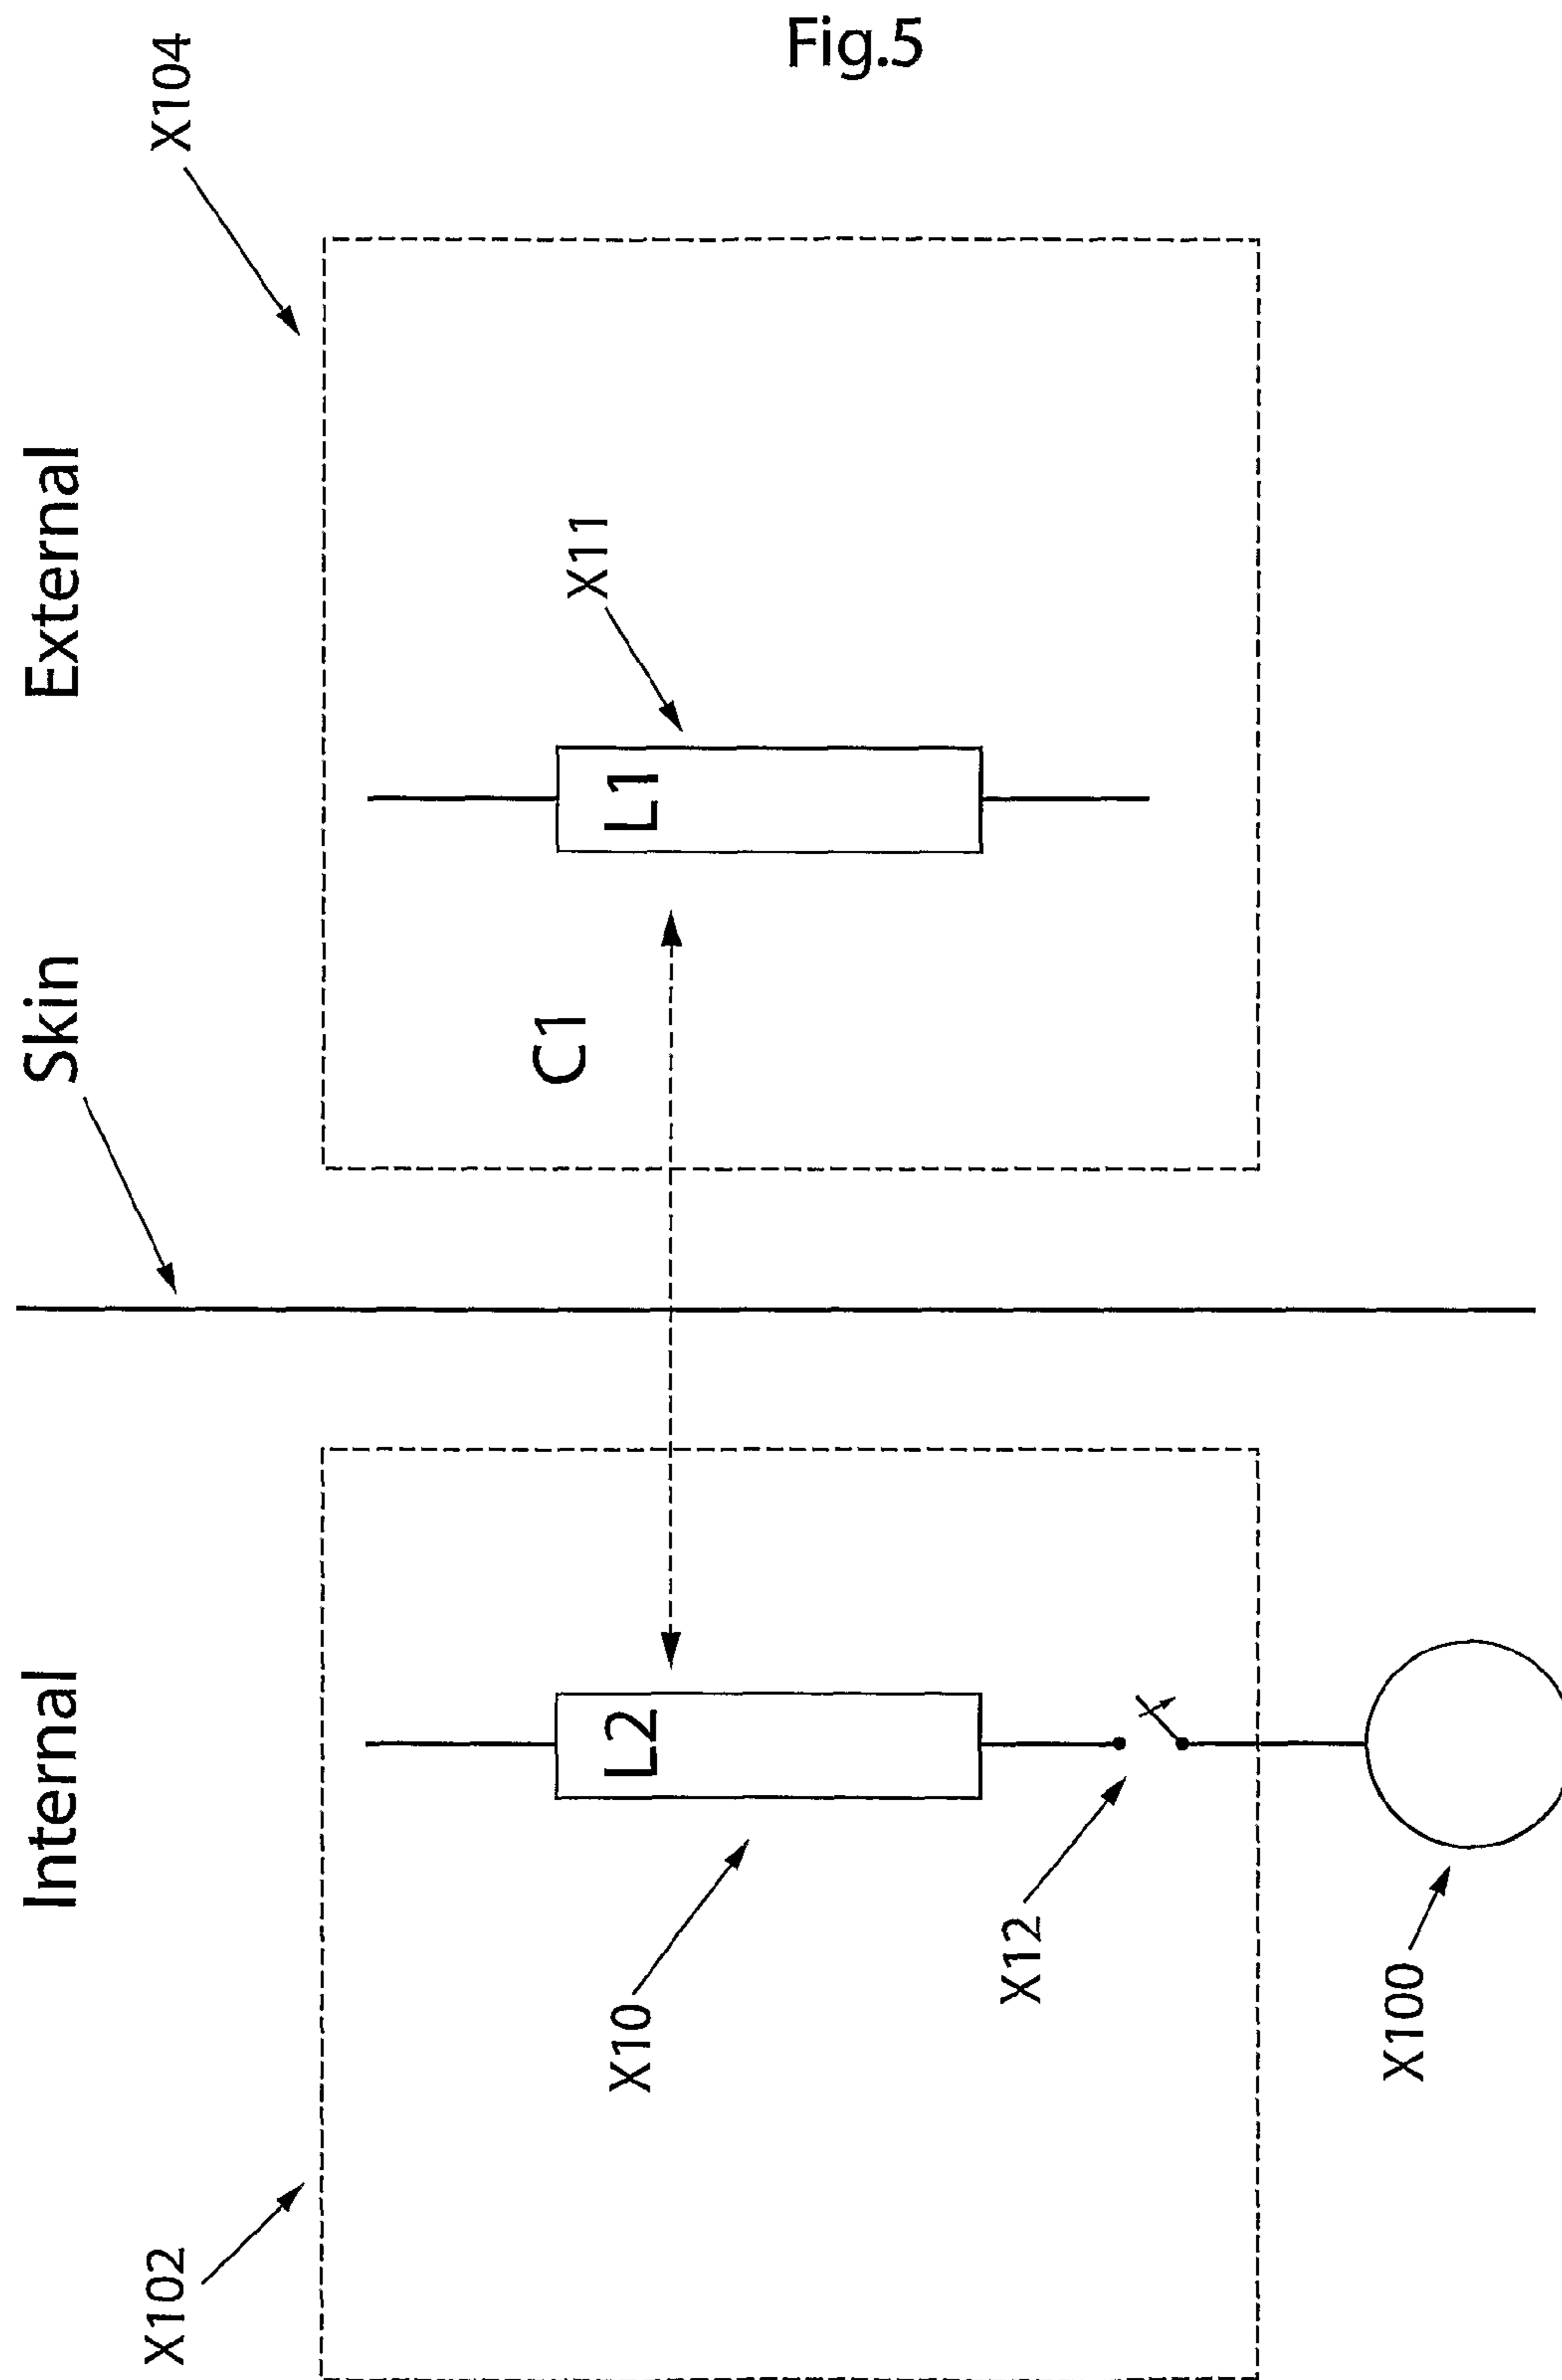 Fig.5
Internal
Skin
External
X102
X104
X10
L2
C1
L1
X11
X12
X100